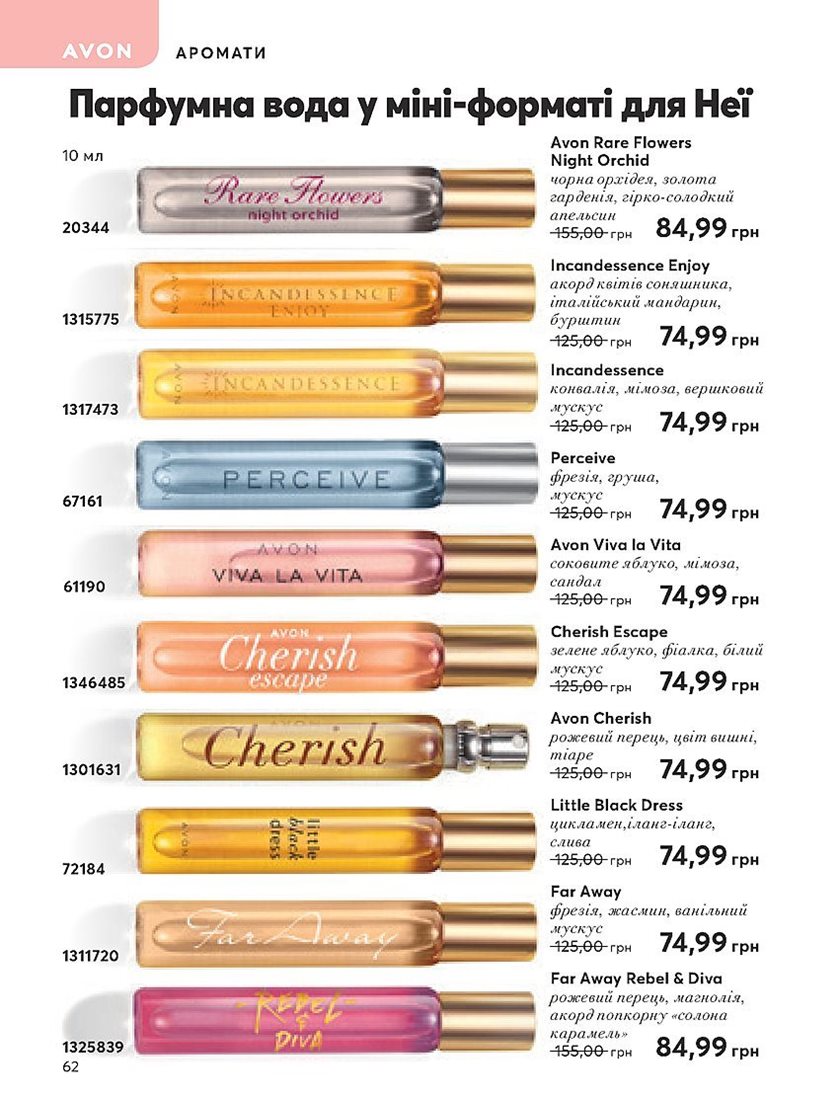 AVON
АРОМАТИ
Парфумна вода у міні-форматі для Неї
10 мл
Rare Flowers
night orchid
20344
Avon Rare Flowers
Night Orchid
чорна орхідея, золота
гарденія, гірко-солодкий
апельсин
155,00 грн 84,99 грн
AVON
INCANDESSENCE
ENJOY
1315775
Incandessence Enjoy
акорд квітів соняшника,
італійський мандарин,
бурштин
125,00 грн 74,99 грн
AVON
INCANDESSENCE
1317473
Incandessence
конвалія, мімоза, вершковий
мускус
125,00 грн 74,99 грн
AVON
PERCEIVE
67161
Perceive
фрезія, груша,
мускус
125,00 грн 74,99 грн
AVON
VIVA LA VITA
61190
Avon Viva la Vita
соковите яблуко, мімоза,
сандал
125,00 грн 74,99 грн
AVON
Cherish
escape
1346485
Cherish Escape
зелене яблуко, фіалка, білий
мускус
125,00 грн 74,99 грн
AVON
Cherish
1301631
Avon Cherish
рожевий перець, цвіт вишні,
тіаре
125,00 грн 74,99 грн
AVON
little
black
dress
72184
Little Black Dress
цикламен,іланг-іланг,
слива
125,00 грн 74,99 грн
Far Away
1311720
Far Away
фрезія, жасмин, ванільний
мускус
125,00 грн 74,99 грн
REBEL
&
DIVA
1325839
Far Away Rebel & Diva
рожевий перець, магнолія,
акорд попкорну «солона
карамель»
155,00 грн 84,99 грн
62